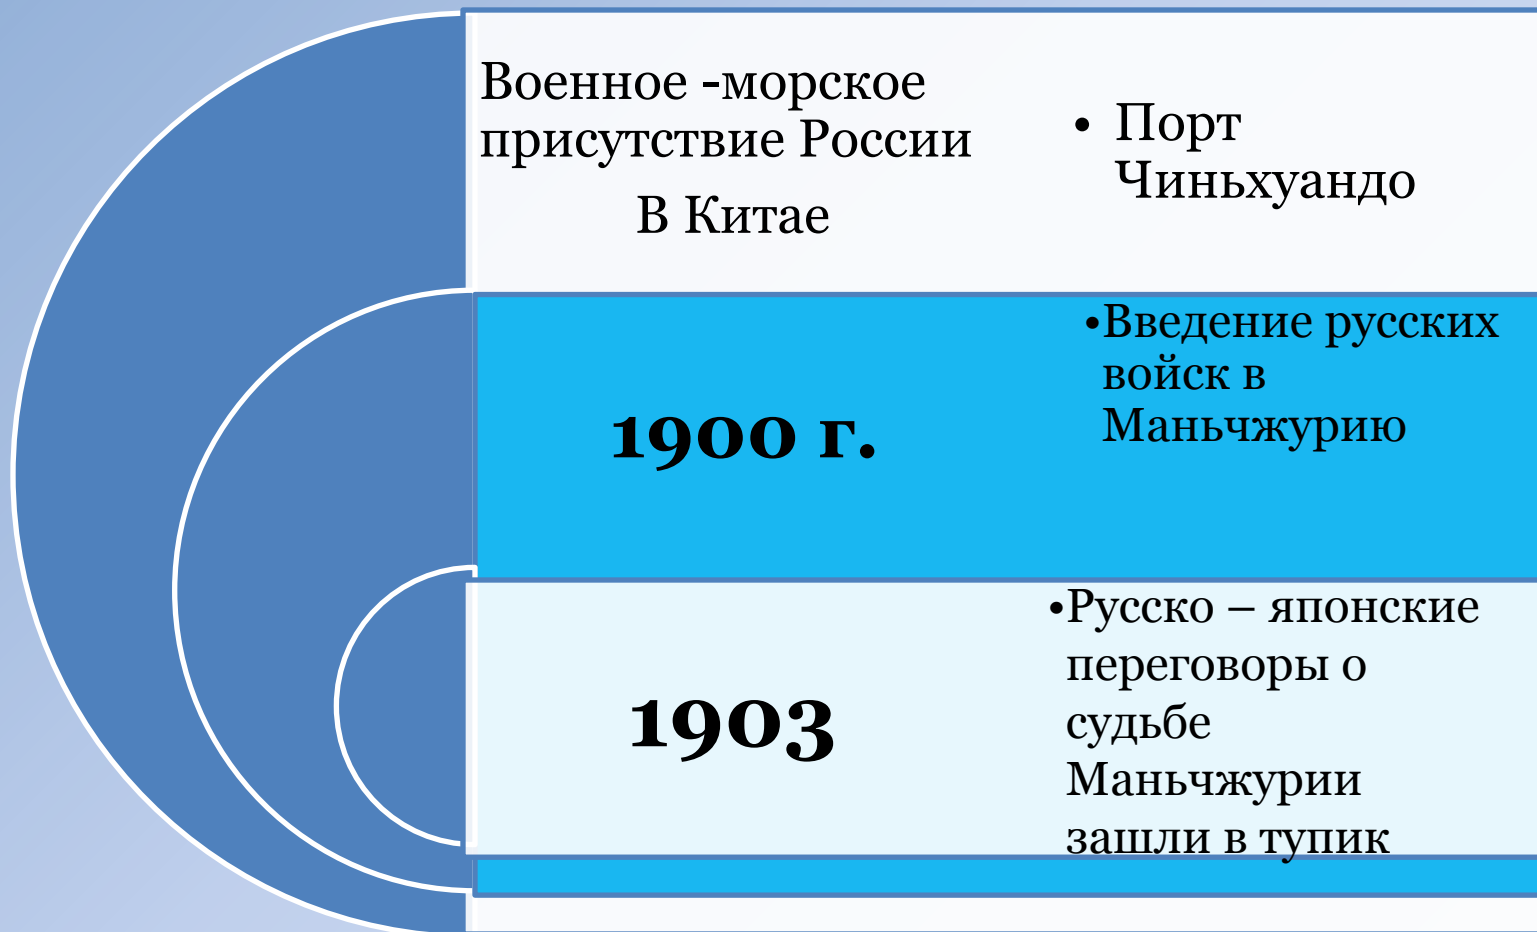 Военное -морское
присутствие России
В Китае
• Порт
Чиньхуандо
1900 г.
•Введение русских
войск в
Маньчжурию
1903
•Русско – японские
переговоры о
судьбе
Маньчжурии
зашли в тупик